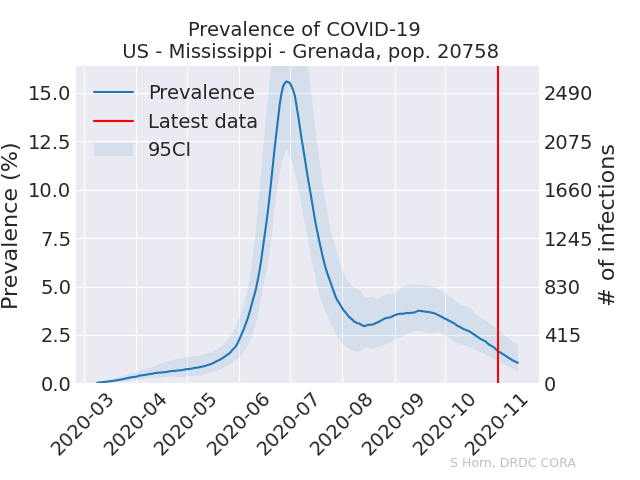 Prevalence of COVID-19
US - Mississippi - Grenada, pop. 20758
Prevalence
Latest data
95CI
Prevalence (%)
15.0
12.5
10.0
7.5
5.0
2.5
0.0
2490
2075
1660
1245
830
415
0
# of infections
2020-03
2020-04
2020-05
2020-06
2020-07
2020-08
2020-09
2020-10
2020-11
S Horn, DRDC CORA